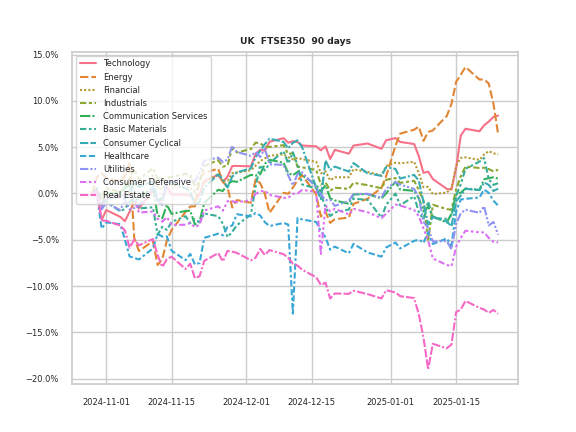 UK FTSE350 90 days
15.0%
10.0%
5.0%
0.0%
−5.0%
−10.0%
−15.0%
−20.0%
Technology
Energy
Financial
Industrials
Communication Services
Basic Materials
Consumer Cyclical
Healthcare
Utilities
Consumer Defensive
Real Estate
2024-11-01 2024-11-15 2024-12-01 2024-12-15 2025-01-01 2025-01-15